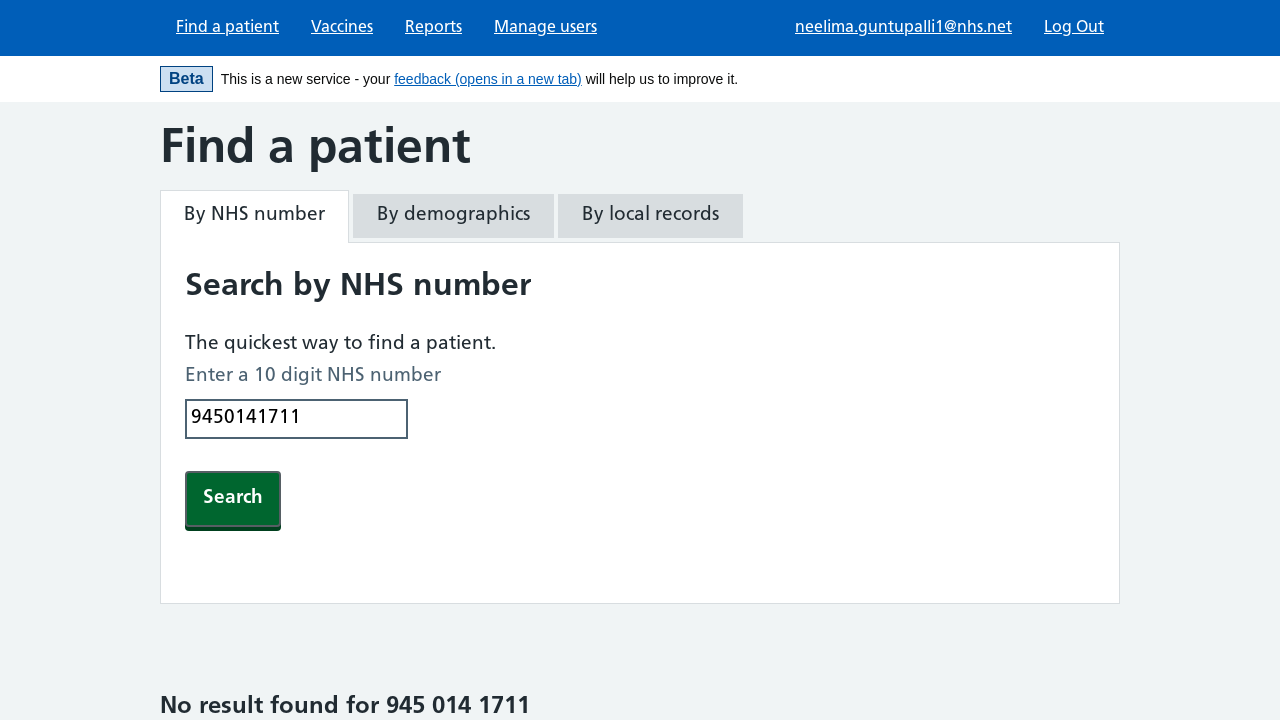 Find a patient Vaccines Reports Manage users neelima.guntupalli1@nhs.net Log Out
Beta This is a new service - your feedback (opens in a new tab) will help us to improve it.
Find a patient
By NHS number By demographics By local records
Search by NHS number
The quickest way to find a patient.
Enter a 10 digit NHS number
9450141711
Search
No result found for 945 014 1711